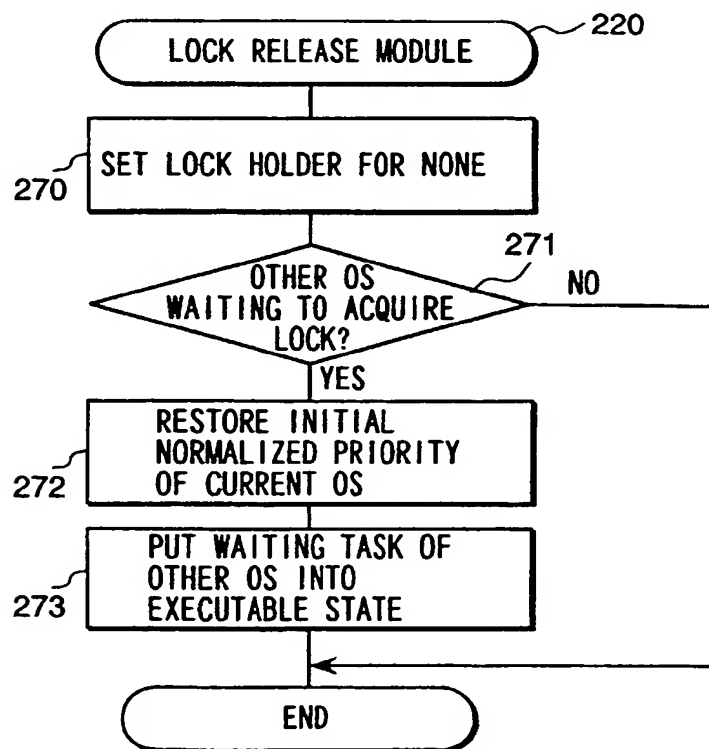 LOCK RELEASE MODULE
220
SET LOCK HOLDER FOR NONE
270
271
OTHER OS
WAITING TO ACQUIRE
LOCK?
NO
YES
RESTORE INITIAL
NORMALIZED PRIORITY
OF CURRENT OS
272
PUT WAITING TASK OF
OTHER OS INTO
EXECUTABLE STATE
273
END